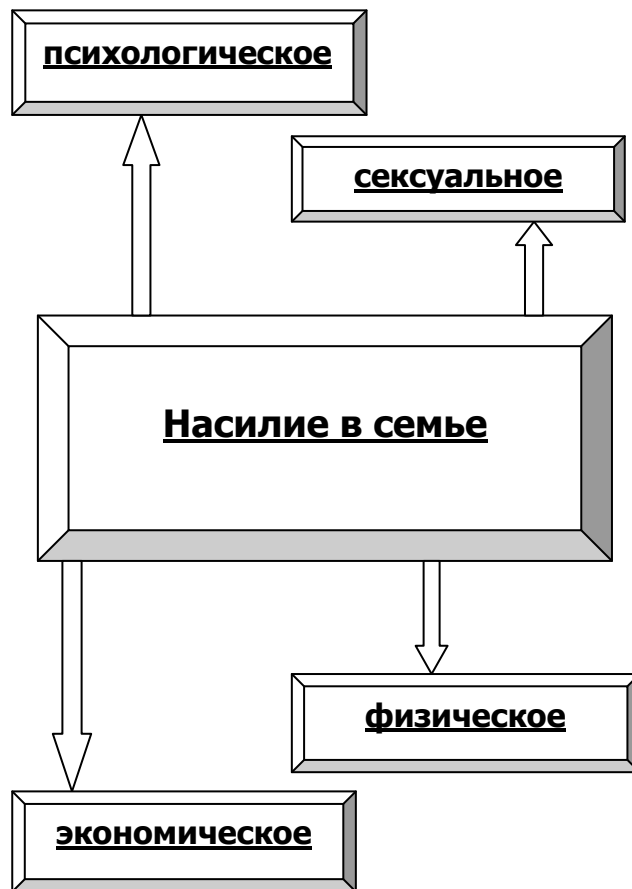 психологическое
сексуальное
Насилие в семье
физическое
экономическое